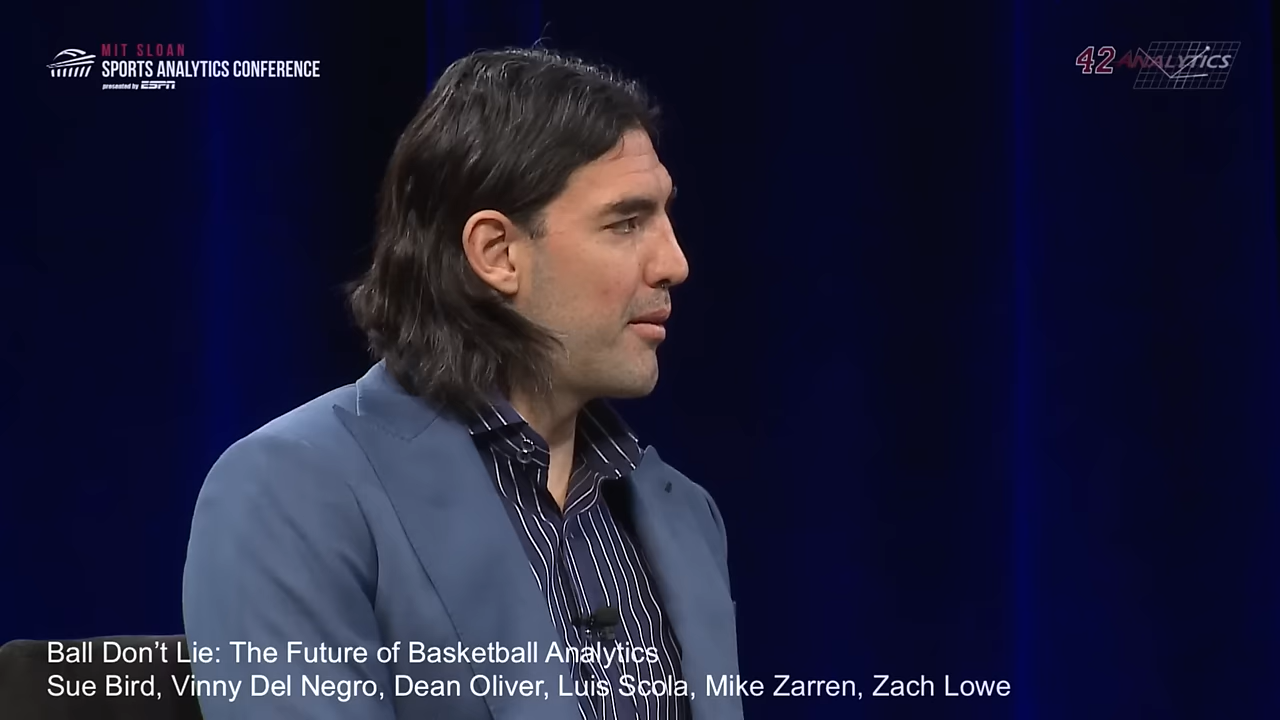 MIT SLOAN
SPORTS ANALYTICS CONFERENCE
presented by ESPN
42 ANALYTICS
Ball Don’t Lie: The Future of Basketball Analytics
Sue Bird, Vinny Del Negro, Dean Oliver, Luis Scola, Mike Zarren, Zach Lowe